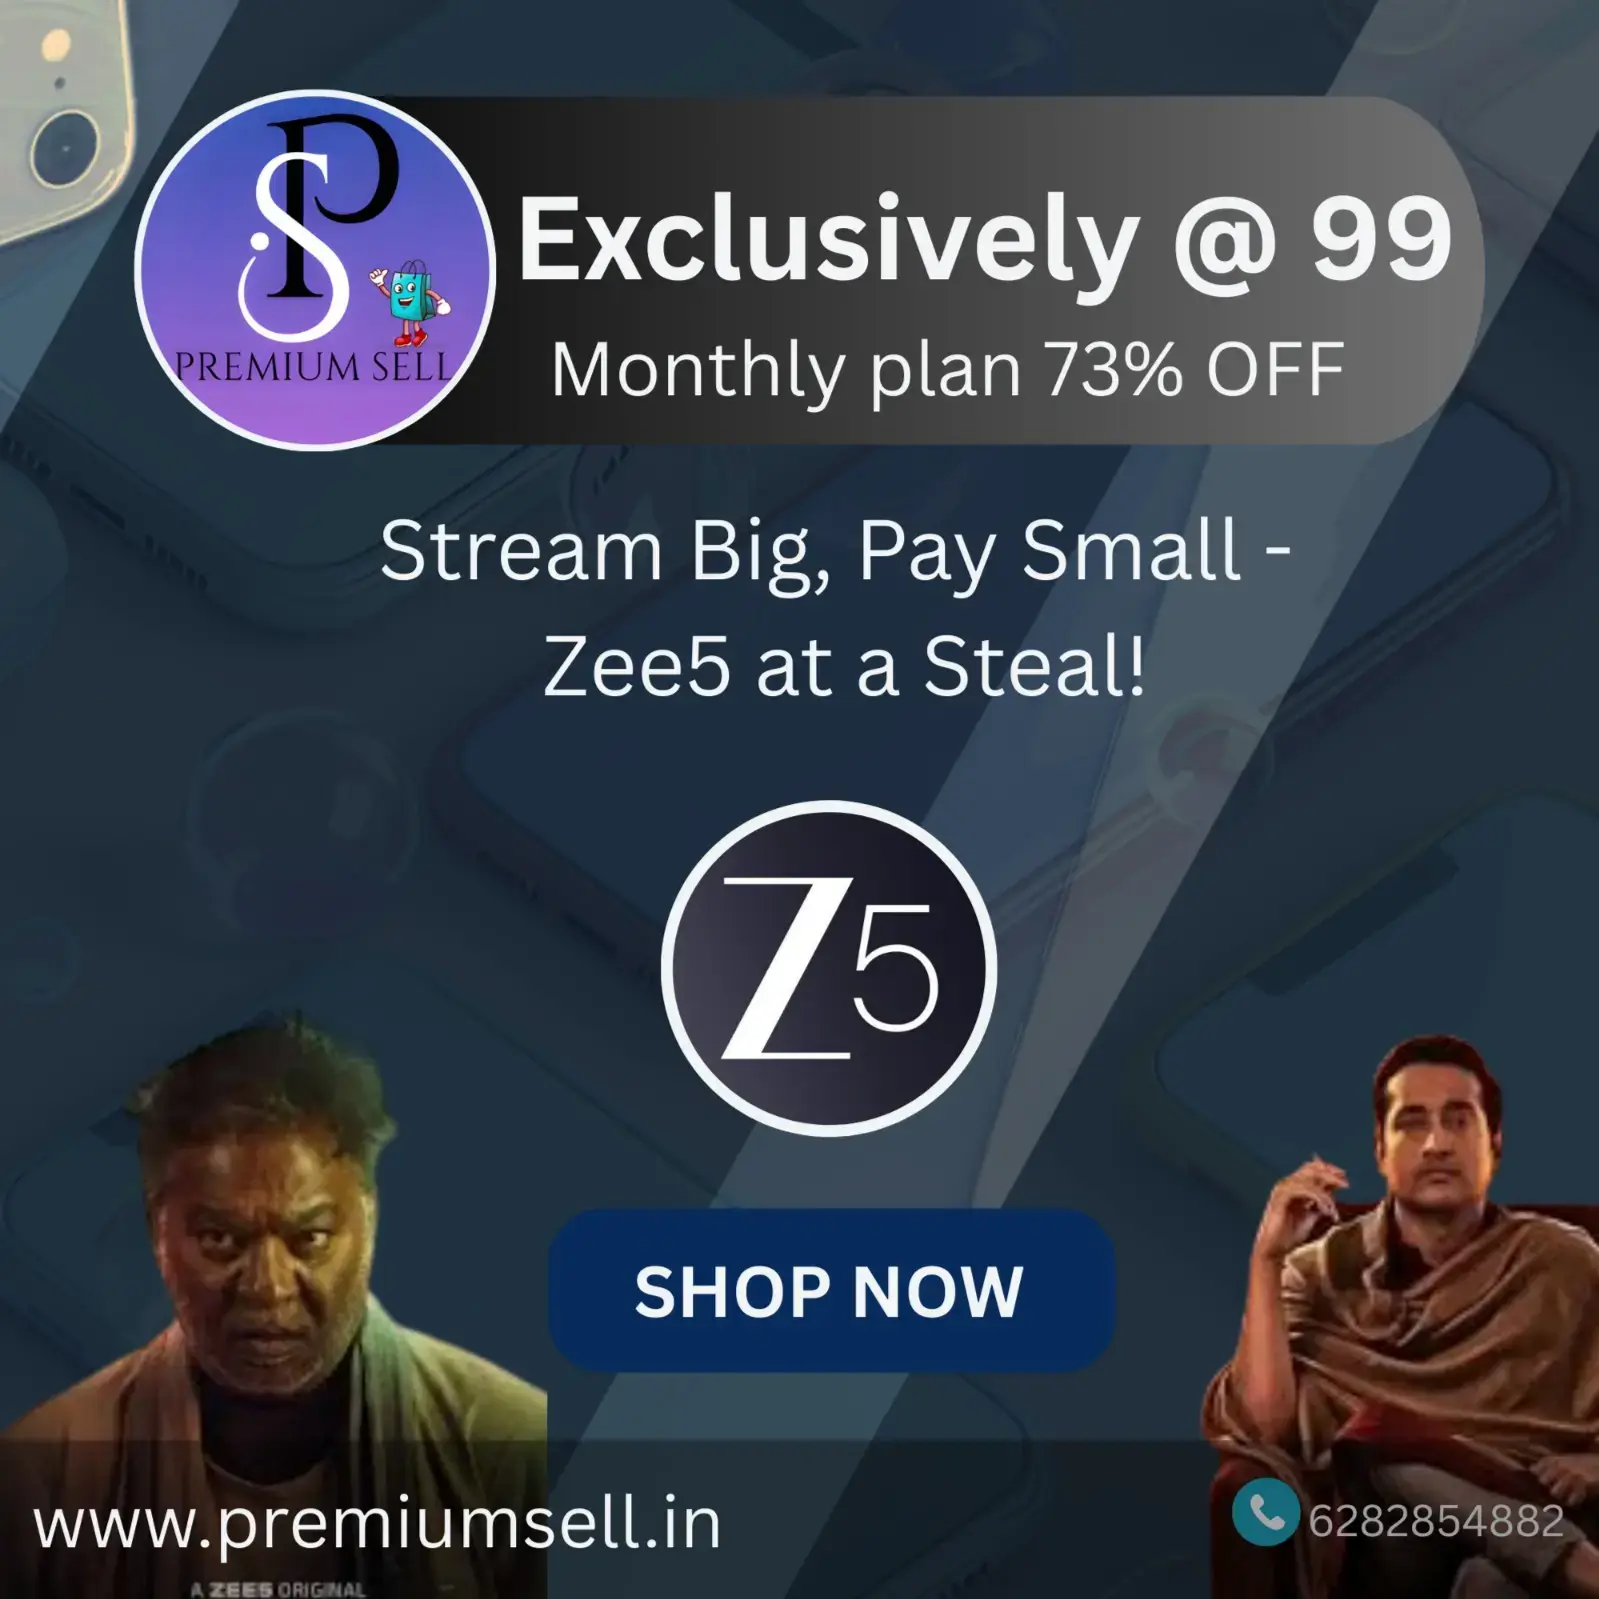 PS
PREMIUM SELL
Exclusively @ 99
Monthly plan 73% OFF
Stream Big, Pay Small -
Zee5 at a Steal!
Z5
SHOP NOW
www.premiumsell.in
6282854882
A ZEE5 ORIGINAL